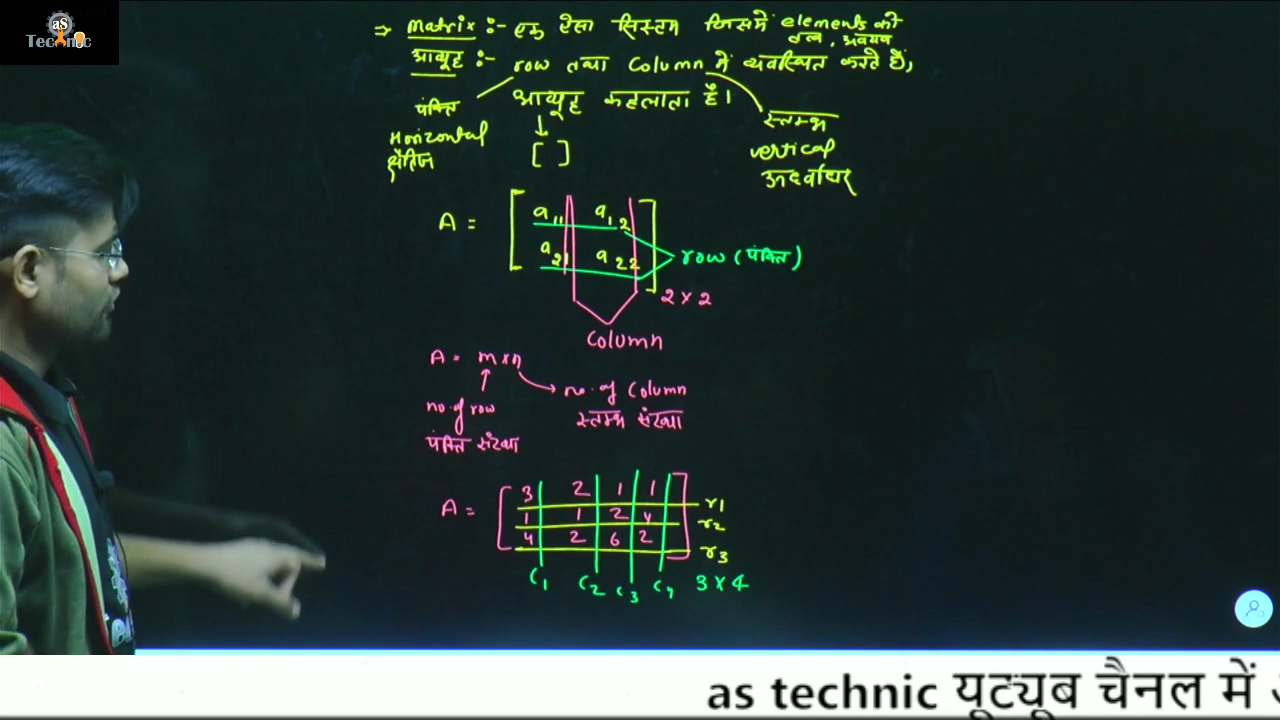 aS
Technic
⇒ Matrix :- एक ऐसा सिस्टम जिसमें elements को
तत्व, अवयव
आव्यूह :- row तथा Column में व्यवस्थित करते हैं,
आव्यूह कहलाता है।
पंक्ति
Horizontal
क्षैतिज
[ ]
स्तम्भ
vertical
उर्ध्वाधर
A = [ a11 a12
a21 a22 ] 2 × 2
row (पंक्ति)
Column
A = m × n
no. of row
पंक्ति संख्या
no. of Column
स्तम्भ संख्या
A = [ 3 2 1 1 r1
1 1 2 4 r2
4 2 6 2 ] r3
C1 C2 C3 C4 3 × 4
as technic यूट्यूब चैनल में